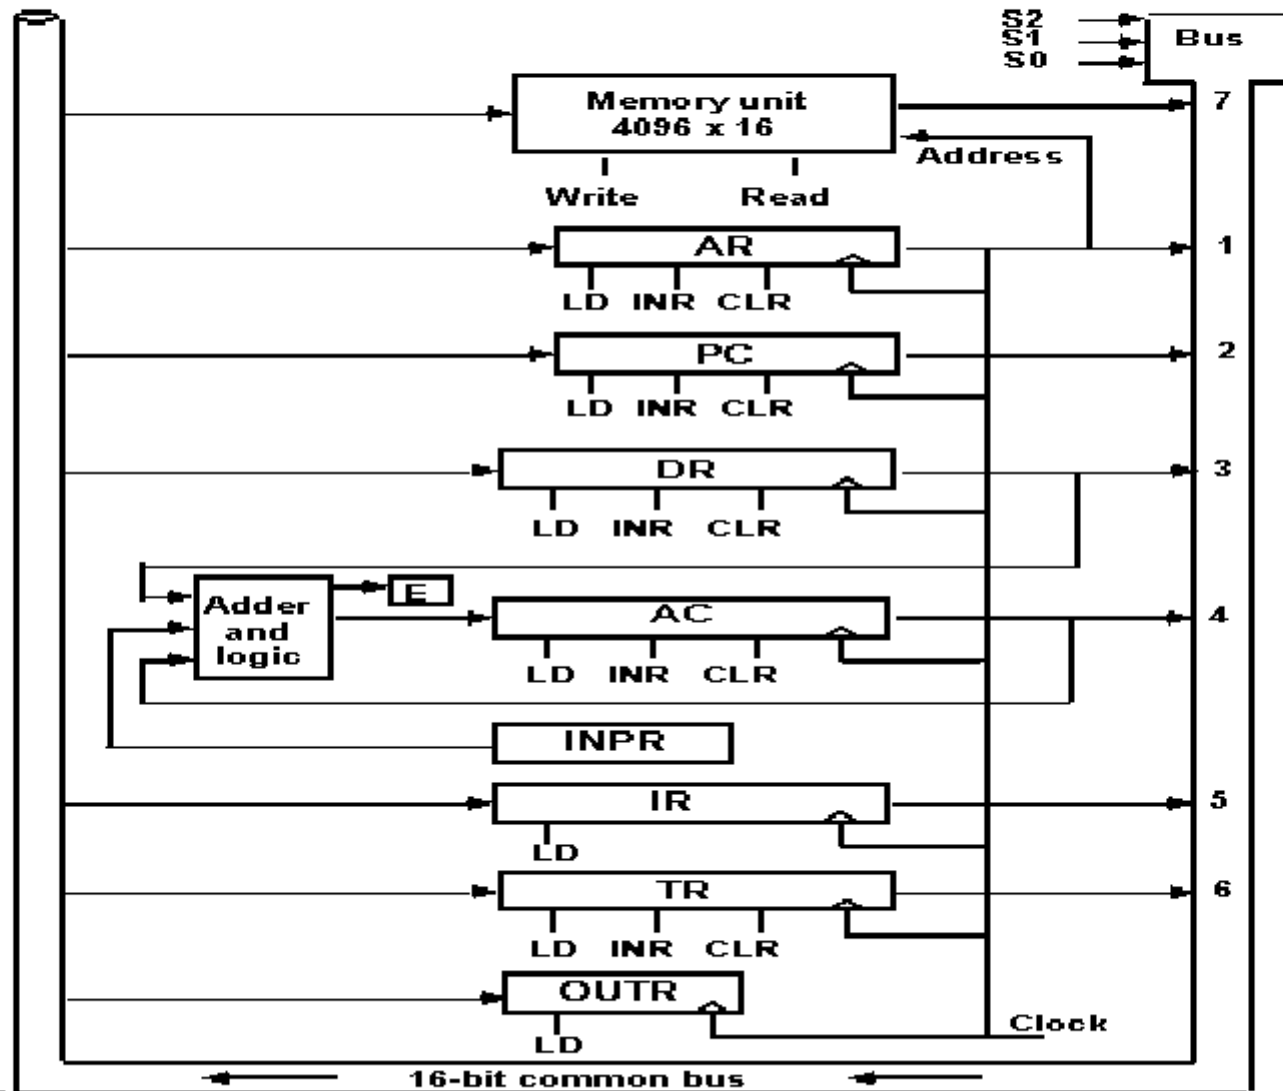 S2
S1
S0
Bus
Memory unit
4096 x 16
7
Address
Write Read
AR
1
LD INR CLR
PC
2
LD INR CLR
DR
3
LD INR CLR
E
Adder
and
logic
AC
4
LD INR CLR
INPR
IR
5
LD
TR
6
LD INR CLR
OUTR
LD
Clock
16-bit common bus